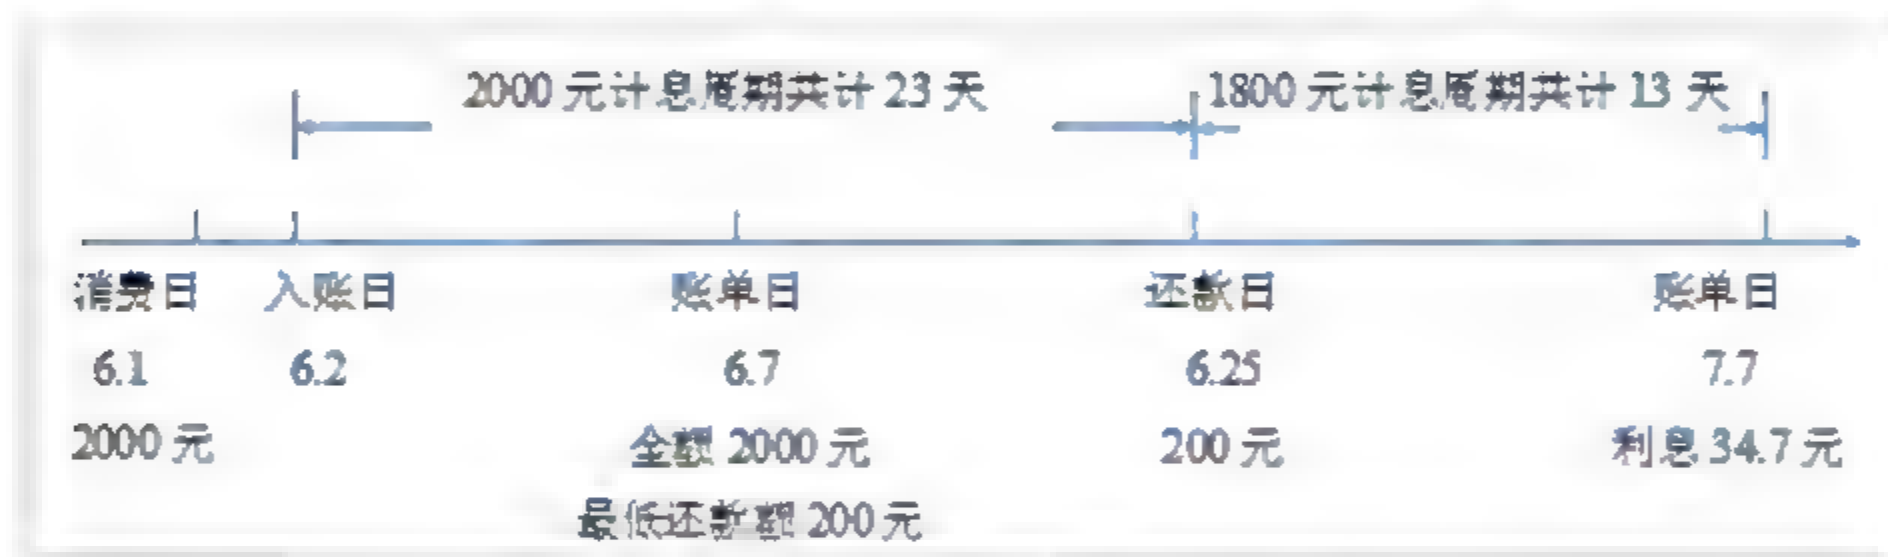 2000 元计息周期共计 23 天
1800 元计息周期共计 13 天
消费日 入账日 账单日 还款日 账单日
6.1 6.2 6.7 6.25 7.7
2000 元 全额 2000 元 200 元 利息 34.7 元
最低还款额 200 元